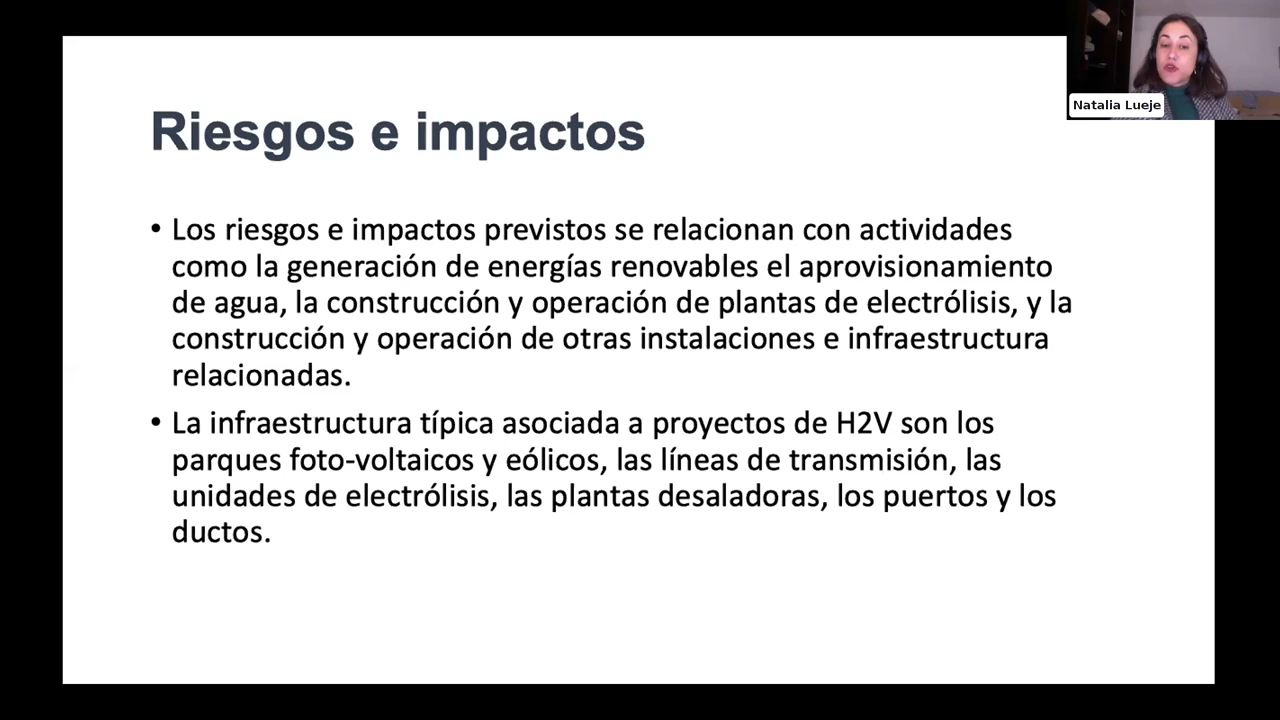 Natalia Lueje
Riesgos e impactos
• Los riesgos e impactos previstos se relacionan con actividades
como la generación de energías renovables el aprovisionamiento
de agua, la construcción y operación de plantas de electrólisis, y la
construcción y operación de otras instalaciones e infraestructura
relacionadas.
• La infraestructura típica asociada a proyectos de H2V son los
parques foto-voltaicos y eólicos, las líneas de transmisión, las
unidades de electrólisis, las plantas desaladoras, los puertos y los
ductos.